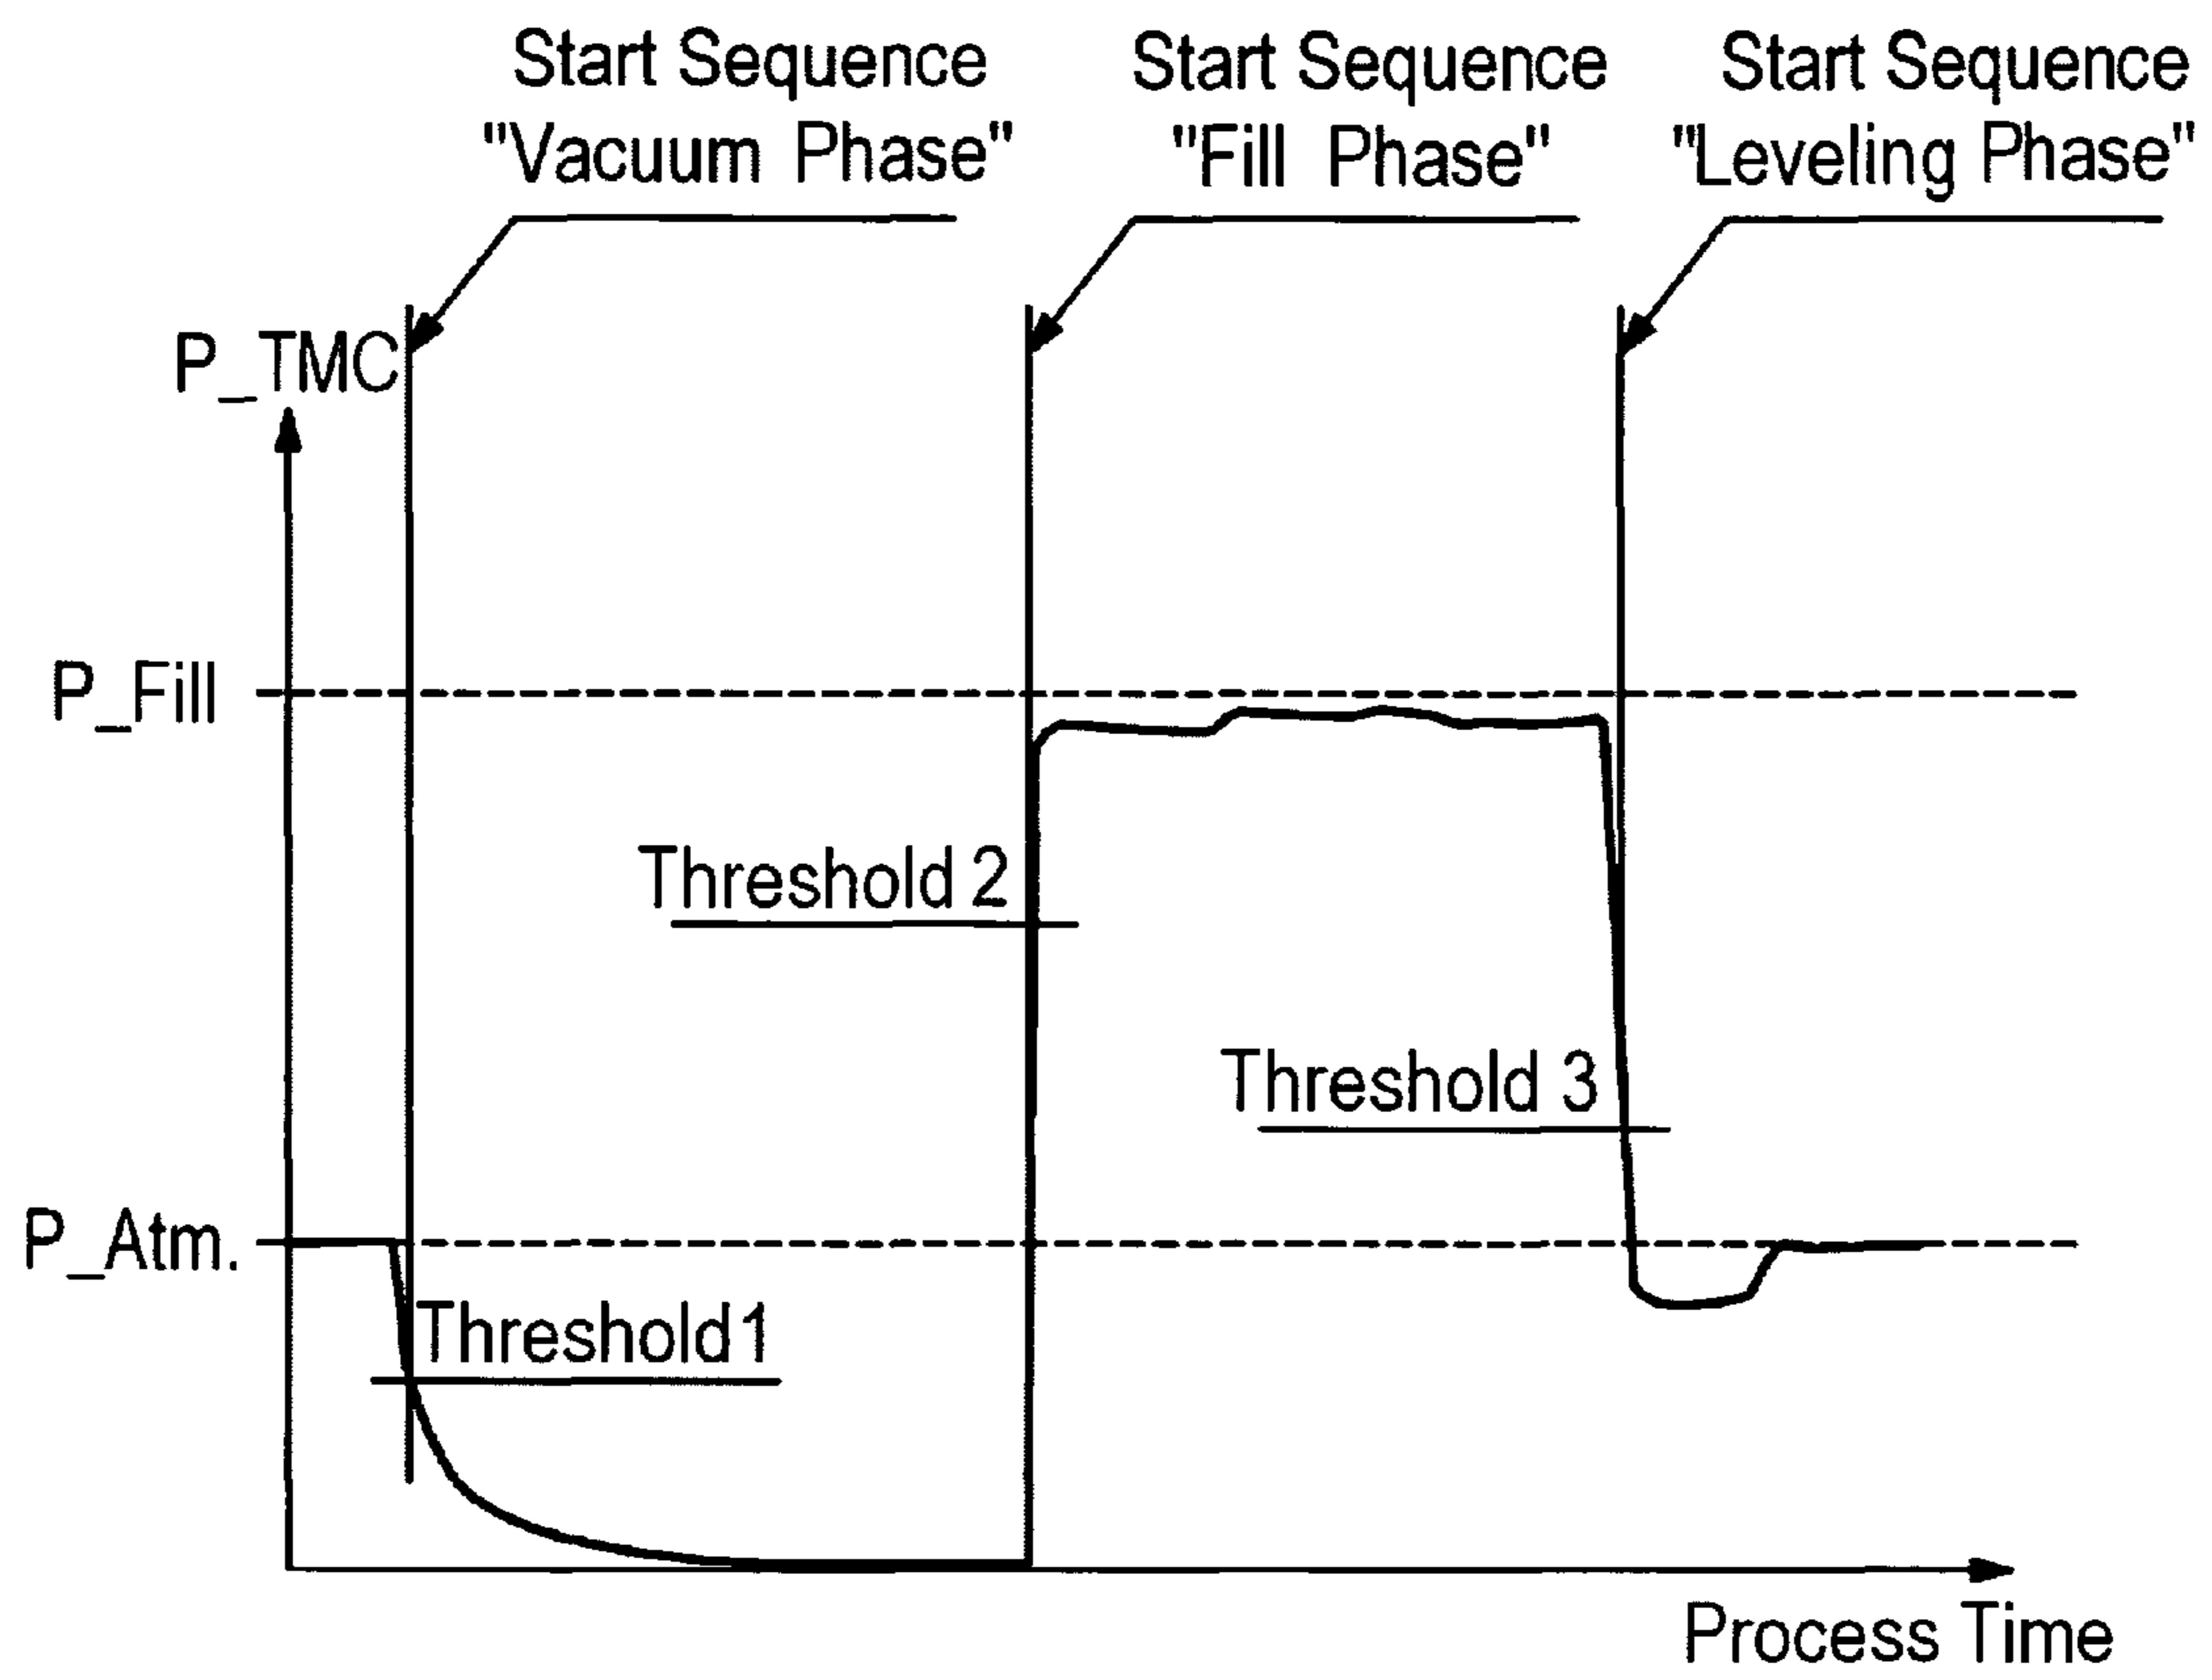 Start Sequence
"Vacuum Phase"
Start Sequence
"Fill Phase"
Start Sequence
"Leveling Phase"
P_TMC
P_Fill
Threshold 2
Threshold 3
P_Atm.
Threshold 1
Process Time